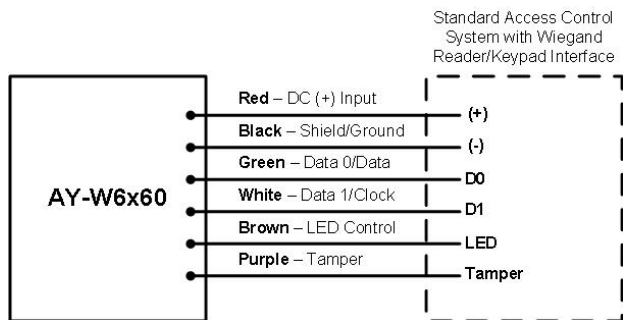 Standard Access Control
System with Wiegand
Reader/Keypad Interface
AY-W6x60
Red – DC (+) Input
(+)
Black – Shield/Ground
(-)
Green – Data 0/Data
D0
White – Data 1/Clock
D1
Brown – LED Control
LED
Purple – Tamper
Tamper